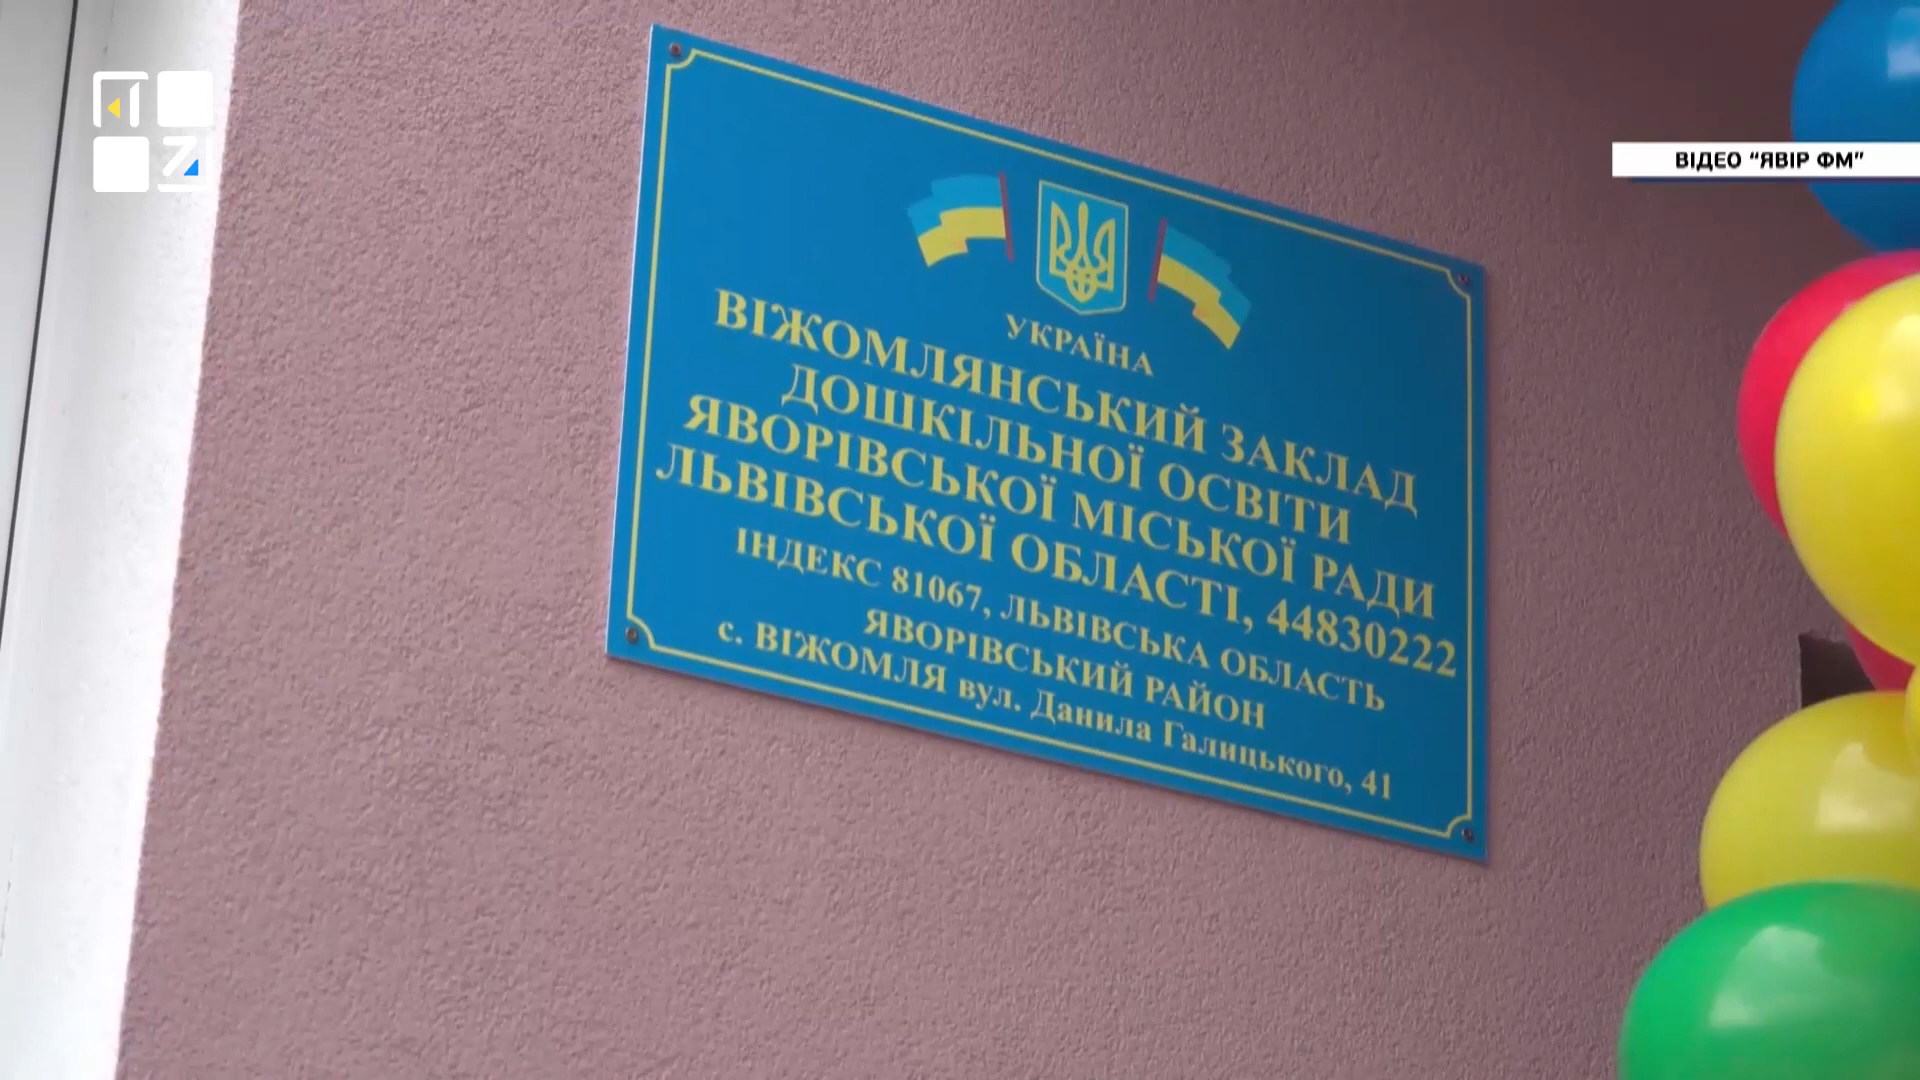 ВІДЕО "ЯВІР ФМ"
УКРАЇНА
ВІЖОМЛЯНСЬКИЙ ЗАКЛАД
ДОШКІЛЬНОЇ ОСВІТИ
ЯВОРІВСЬКОЇ МІСЬКОЇ РАДИ
ЛЬВІВСЬКОЇ ОБЛАСТІ, 44830222
ІНДЕКС 81067, ЛЬВІВСЬКА ОБЛАСТЬ
ЯВОРІВСЬКИЙ РАЙОН
с. ВІЖОМЛЯ вул. Данила Галицького, 41